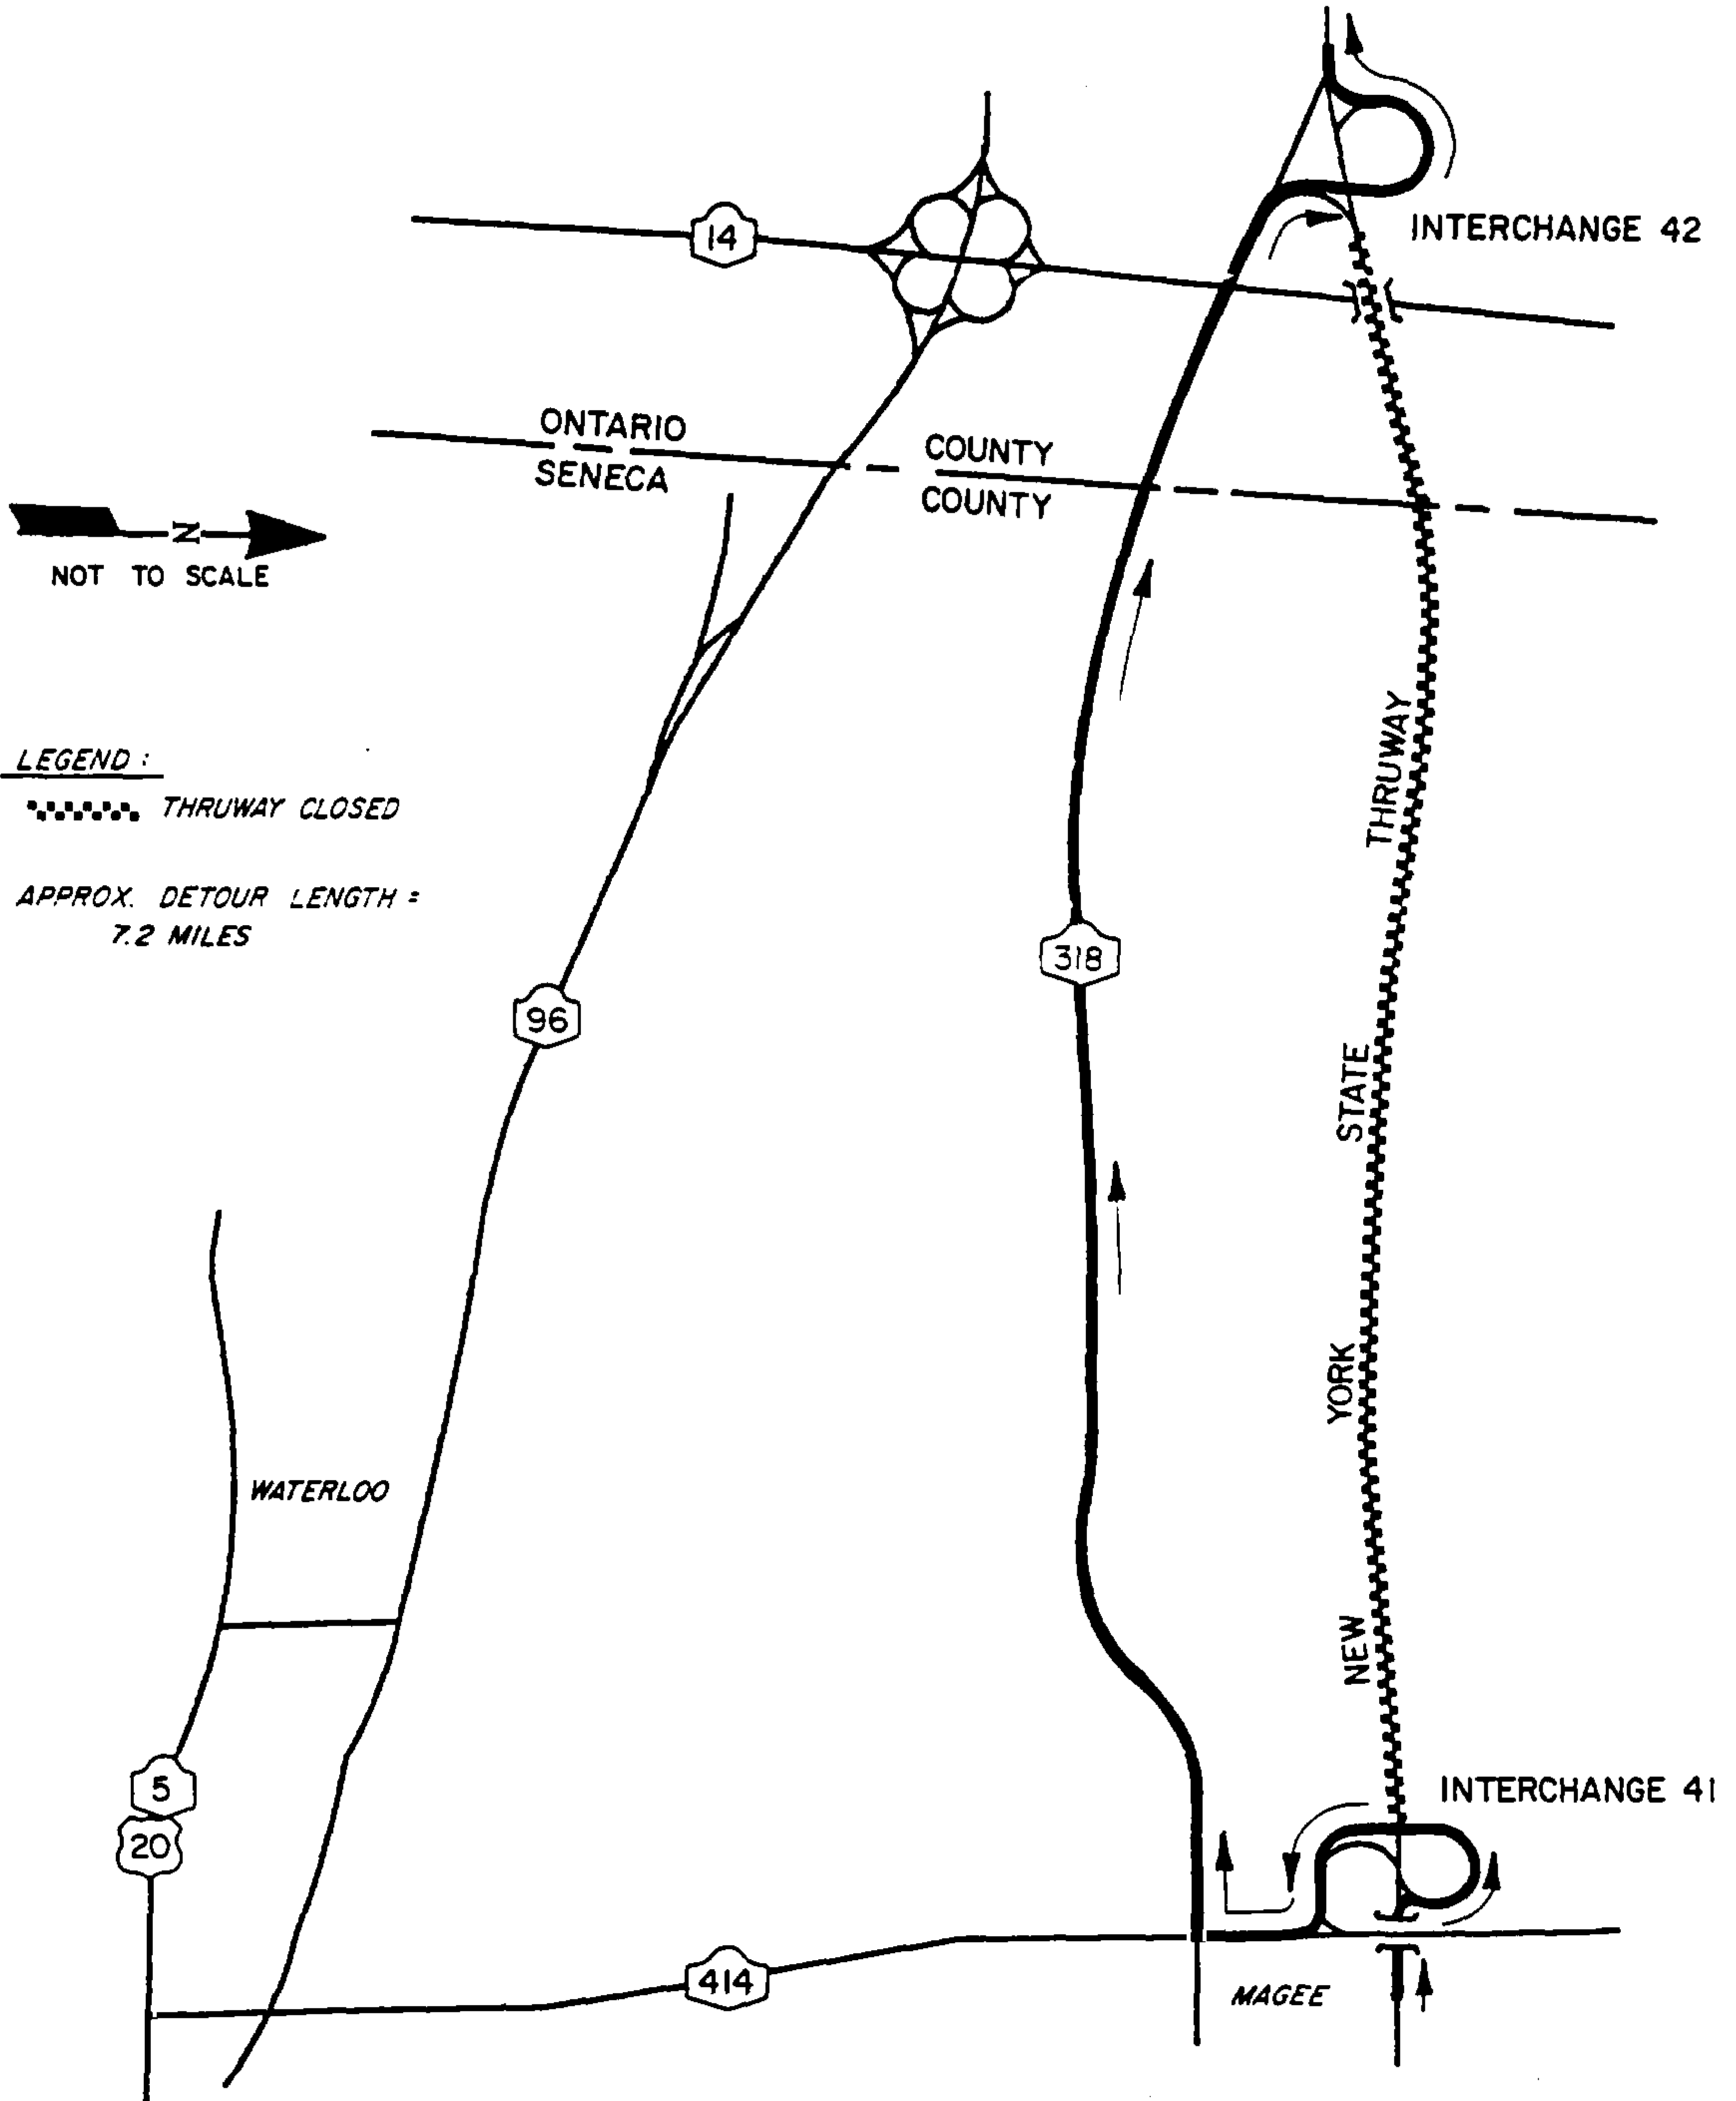 INTERCHANGE 42
14
ONTARIO COUNTY
SENECA COUNTY
N
NOT TO SCALE
LEGEND :
THRUWAY CLOSED
APPROX. DETOUR LENGTH =
7.2 MILES
318
96
NEW YORK STATE THRUWAY
WATERLOO
5
20
INTERCHANGE 41
414
MAGEE